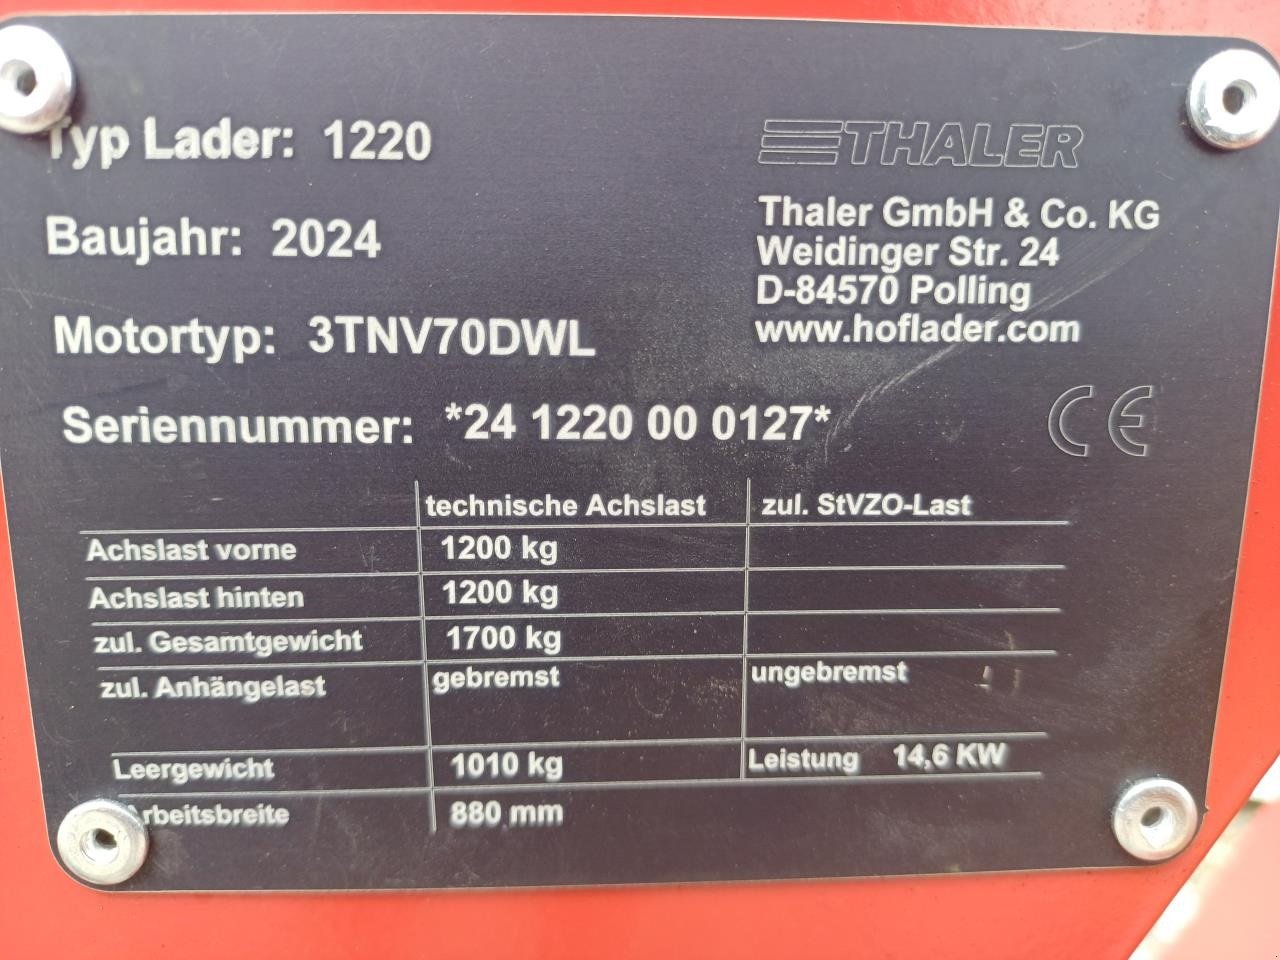 Typ Lader: 1220
Baujahr: 2024
Motortyp: 3TNV70DWL
Seriennummer: *24 1220 00 0127*
THALER
Thaler GmbH & Co. KG
Weidinger Str. 24
D-84570 Polling
www.hoflader.com
CE
technische Achslast zul. StVZO-Last
Achslast vorne 1200 kg
Achslast hinten 1200 kg
zul. Gesamtgewicht 1700 kg
zul. Anhängelast gebremst ungebremst
Leergewicht 1010 kg Leistung 14,6 KW
Arbeitsbreite 880 mm